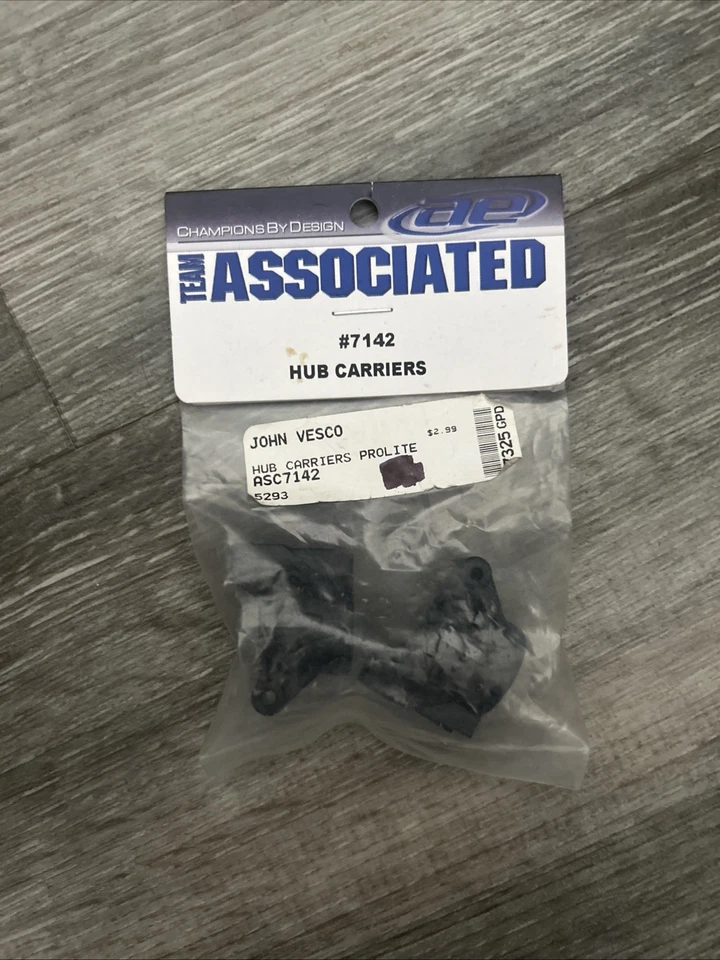 CHAMPIONS BY DESIGN
ae
TEAM ASSOCIATED
#7142
HUB CARRIERS
JOHN VESCO
$2.99
HUB CARRIERS PROLITE
ASC7142
5293
7325 GPD